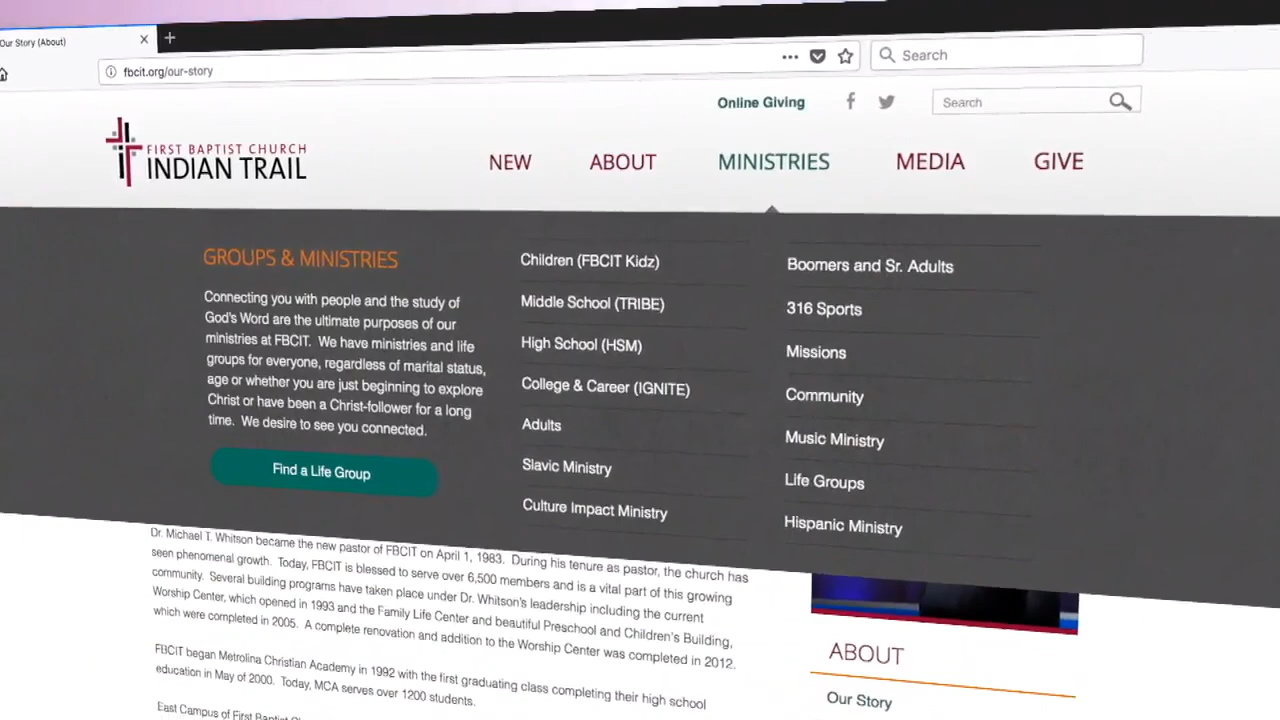 Our Story (About)
fbcit.org/our-story
Search
Online Giving
Search
FIRST BAPTIST CHURCH
INDIAN TRAIL
NEW
ABOUT
MINISTRIES
MEDIA
GIVE
GROUPS & MINISTRIES
Connecting you with people and the study of
God's Word are the ultimate purposes of our
ministries at FBCIT. We have ministries and life
groups for everyone, regardless of marital status,
age or whether you are just beginning to explore
Christ or have been a Christ-follower for a long
time. We desire to see you connected.
Find a Life Group
Children (FBCIT Kidz)
Middle School (TRIBE)
High School (HSM)
College & Career (IGNITE)
Adults
Slavic Ministry
Culture Impact Ministry
Boomers and Sr. Adults
316 Sports
Missions
Community
Music Ministry
Life Groups
Hispanic Ministry
Dr. Michael T. Whitson became the new pastor of FBCIT on April 1, 1983. During his tenure as pastor, the church has
seen phenomenal growth. Today, FBCIT is blessed to serve over 6,500 members and is a vital part of this growing
community. Several building programs have taken place under Dr. Whitson's leadership including the current
Worship Center, which opened in 1993 and the Family Life Center and beautiful Preschool and Children's Building,
which were completed in 2005. A complete renovation and addition to the Worship Center was completed in 2012.
FBCIT began Metrolina Christian Academy in 1992 with the first graduating class completing their high school
education in May of 2000. Today, MCA serves over 1200 students.
East Campus of First Baptist
ABOUT
Our Story